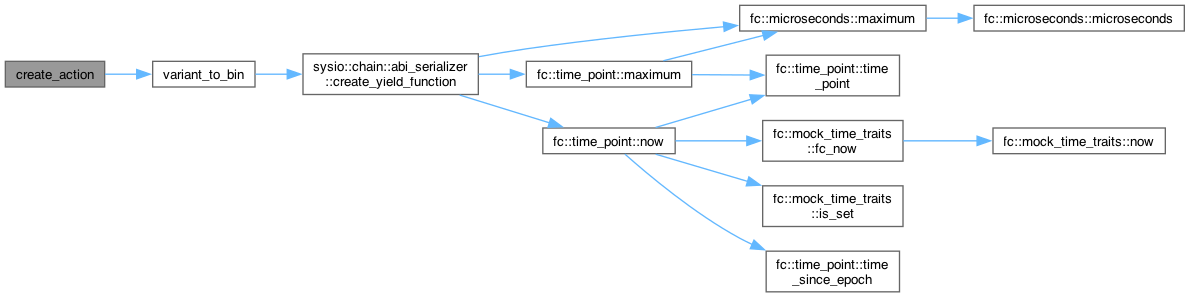 create_action
variant_to_bin
sysio::chain::abi_serializer
::create_yield_function
fc::microseconds::maximum
fc::microseconds::microseconds
fc::time_point::maximum
fc::time_point::time
_point
fc::time_point::now
fc::mock_time_traits
::fc_now
fc::mock_time_traits::now
fc::mock_time_traits
::is_set
fc::time_point::time
_since_epoch